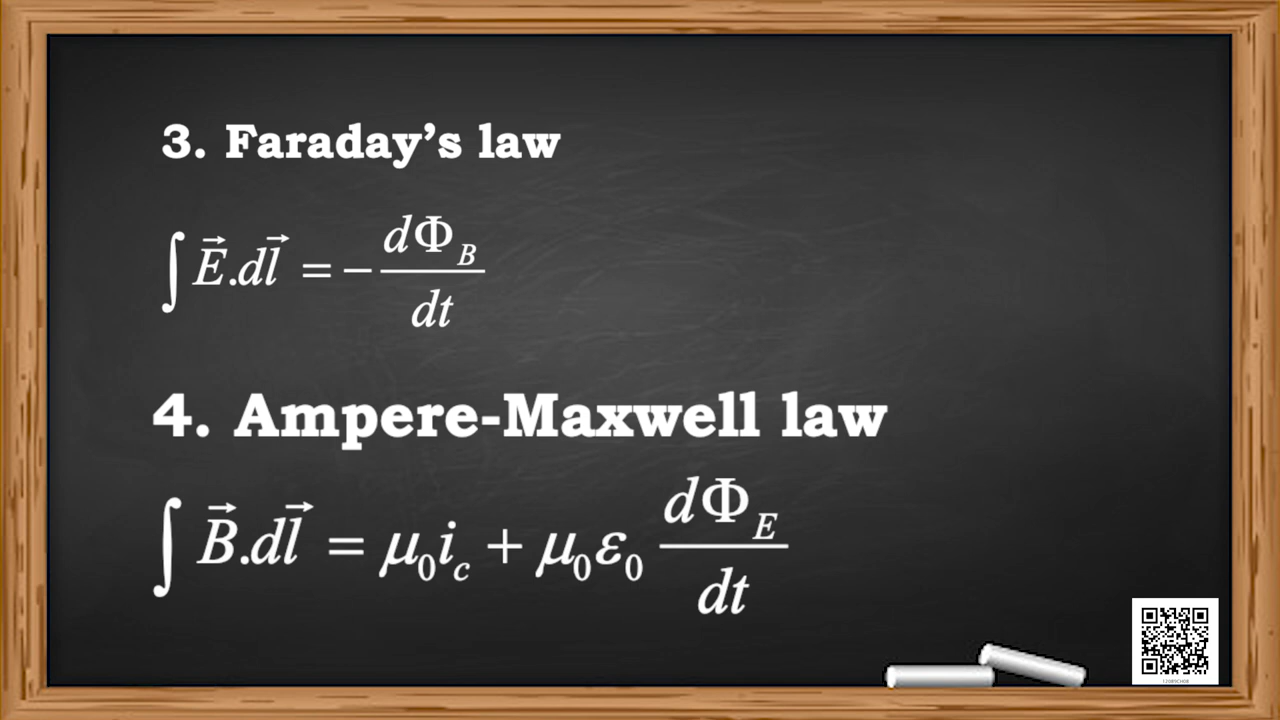 3. Faraday’s law
∫ E⃗.dl⃗ = − dΦ_B / dt
4. Ampere-Maxwell law
∫ B⃗.dl⃗ = μ₀i_c + μ₀ε₀ dΦ_E / dt